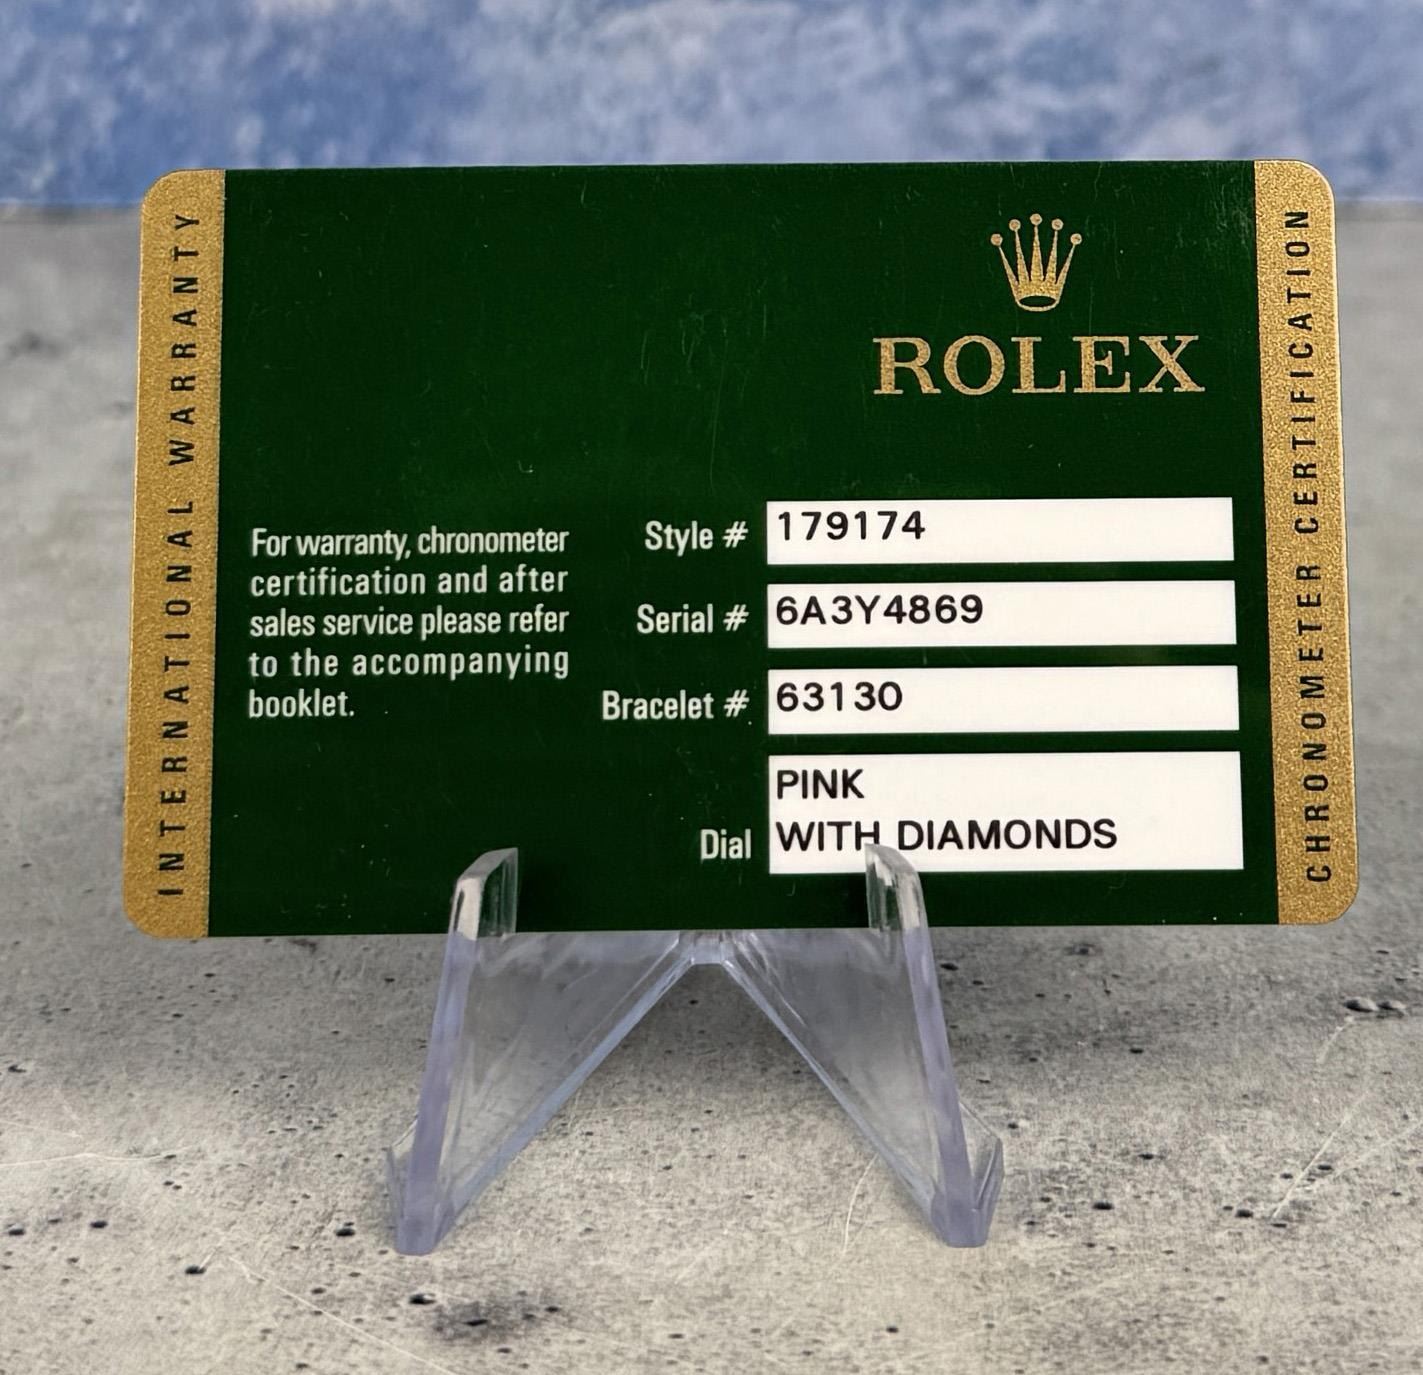 INTERNATIONAL WARRANTY
ROLEX
For warranty, chronometer
certification and after
sales service please refer
to the accompanying
booklet.
Style # 179174
Serial # 6A3Y4869
Bracelet # 63130
Dial PINK
WITH DIAMONDS
CHRONOMETER CERTIFICATION